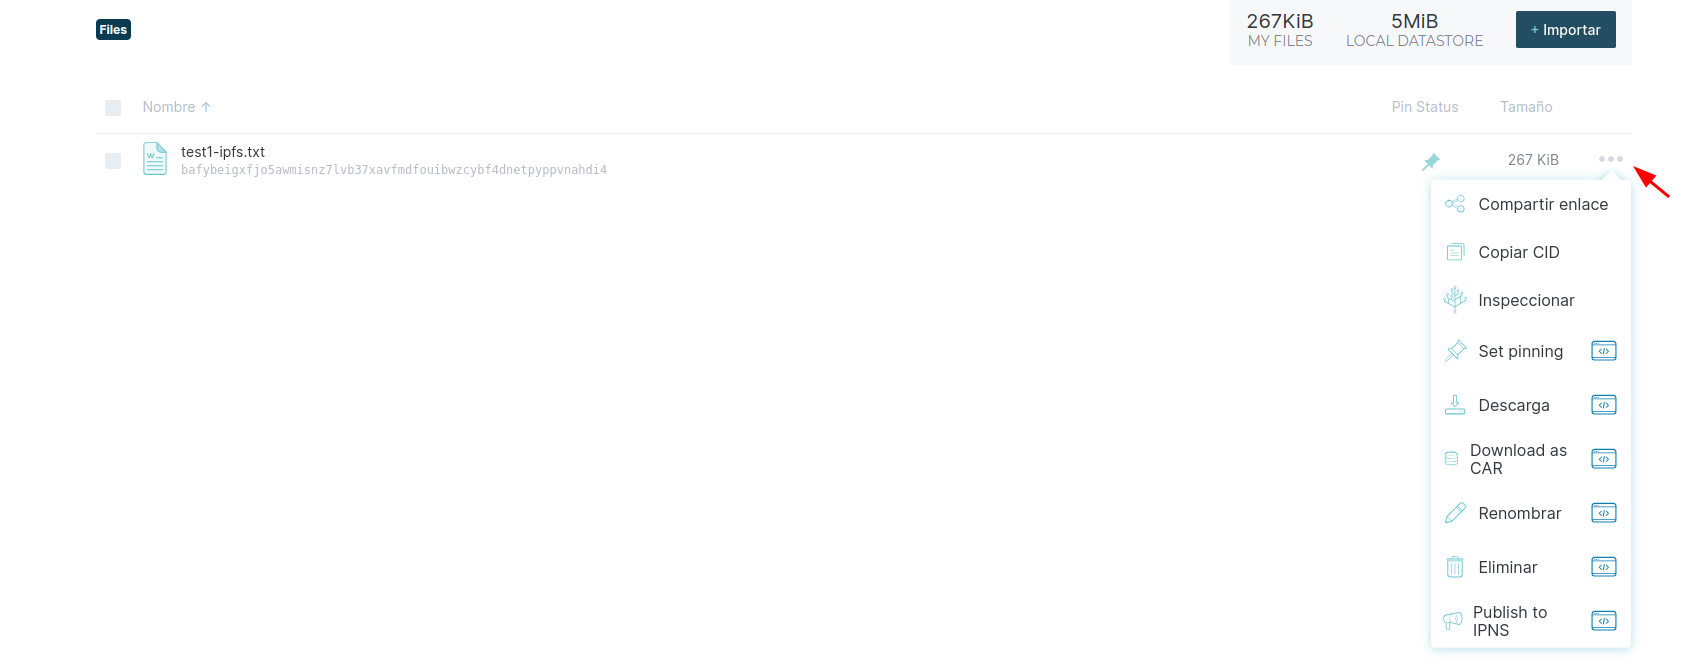 Files
267KiB
MY FILES
5MiB
LOCAL DATASTORE
+ Importar
Nombre ↑
Pin Status
Tamaño
test1-ipfs.txt
bafybeigxfjo5awmisnz7lvb37xavfmdfouibwzcybf4dnetpyppvnahdi4
267 KiB
Compartir enlace
Copiar CID
Inspeccionar
Set pinning
Descarga
Download as
CAR
Renombrar
Eliminar
Publish to
IPNS